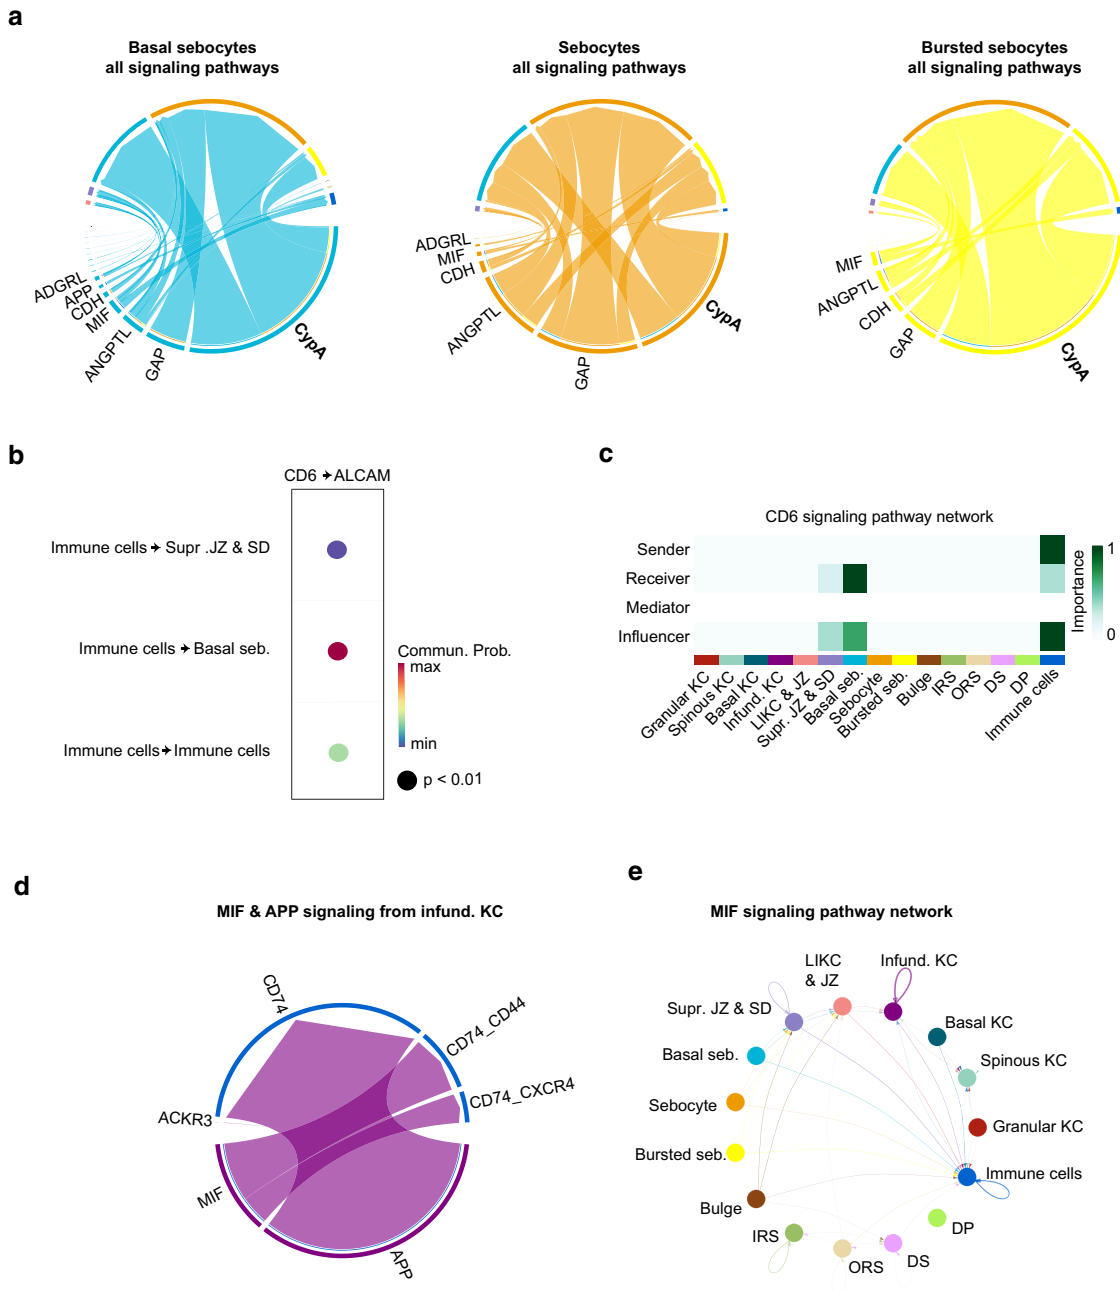 a
Basal sebocytes
all signaling pathways
Sebocytes
all signaling pathways
Bursted sebocytes
all signaling pathways
ADGRL
APP
CDH
MIF
ANGPTL
GAP
CypA
ADGRL
MIF
CDH
ANGPTL
GAP
CypA
MIF
ANGPTL
CDH
GAP
CypA
b
CD6 → ALCAM
Immune cells → Supr .JZ & SD
Immune cells → Basal seb.
Immune cells → Immune cells
Commun. Prob.
max
min
p < 0.01
c
CD6 signaling pathway network
Sender
Receiver
Mediator
Influencer
Importance
1
0
Granular KC
Spinous KC
Basal KC
Infund. KC
LIKC & JZ
Supr. JZ & SD
Basal seb.
Sebocyte
Bursted seb.
Bulge
IRS
ORS
DS
DP
Immune cells
d
MIF & APP signaling from infund. KC
CD74
CD74_CD44
CD74_CXCR4
ACKR3
MIF
APP
e
MIF signaling pathway network
LIKC
& JZ
Infund. KC
Supr. JZ & SD
Basal KC
Basal seb.
Spinous KC
Sebocyte
Granular KC
Bursted seb.
Immune cells
Bulge
DP
IRS
ORS
DS